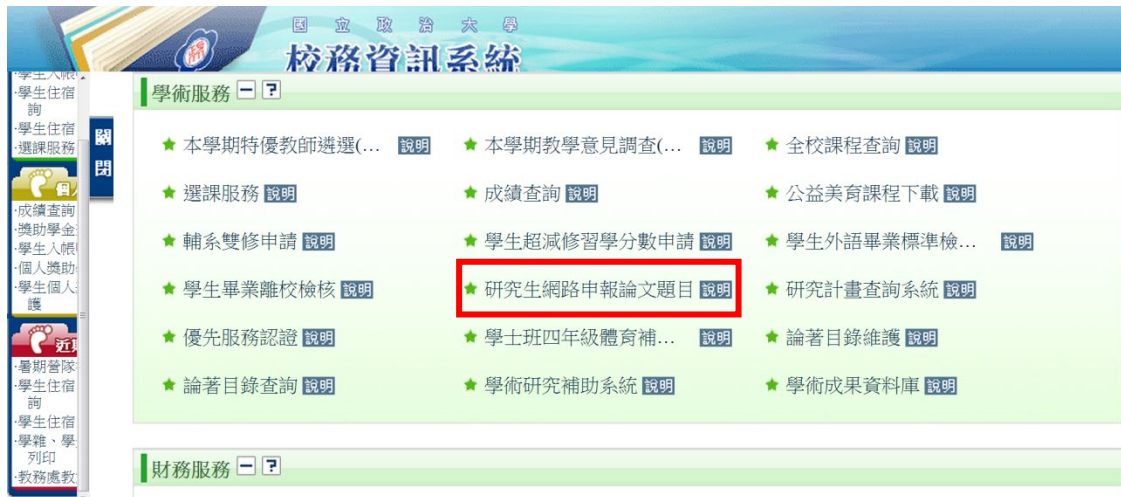 國立政治大學
校務資訊系統
學生住宿
詢
學生住宿
選課服務
關
閉
成績查詢
獎助學金
學生入帳
個人獎助
學生個人
護
近
暑期營隊
學生住宿
詢
學生住宿
學雜、學
列印
教務處教
學術服務 − ?
本學期特優教師遴選(... 說明
本學期教學意見調查(... 說明
全校課程查詢 說明
選課服務 說明
成績查詢 說明
公益美育課程下載 說明
輔系雙修申請 說明
學生超減修習學分數申請 說明
學生外語畢業標準檢... 說明
學生畢業離校檢核 說明
研究生網路申報論文題目 說明
研究計畫查詢系統 說明
優先服務認證 說明
學士班四年級體育補... 說明
論著目錄維護 說明
論著目錄查詢 說明
學術研究補助系統 說明
學術成果資料庫 說明
財務服務 − ?